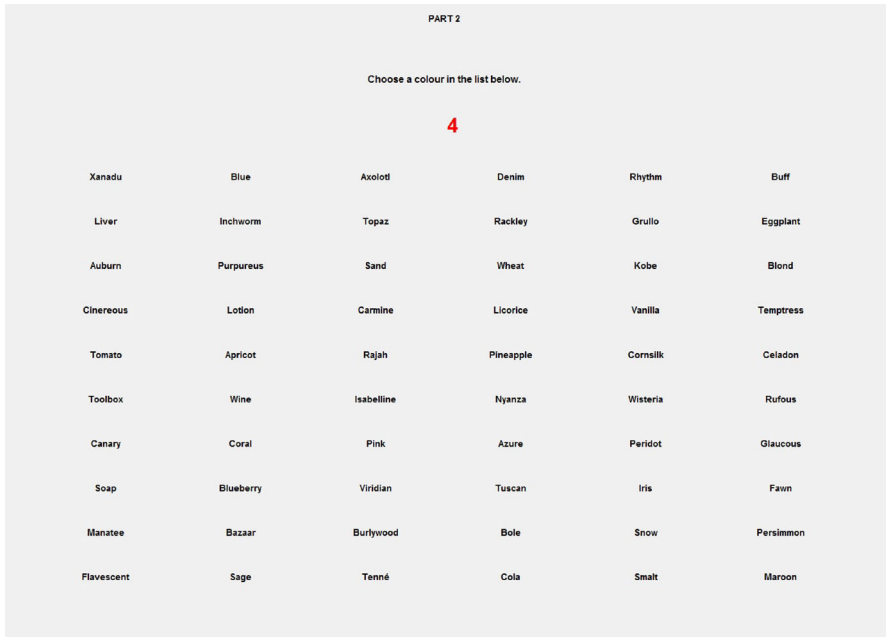 PART 2
Choose a colour in the list below.
4
Xanadu Blue Axolotl Denim Rhythm Buff
Liver Inchworm Topaz Rackley Grullo Eggplant
Auburn Purpureus Sand Wheat Kobe Blond
Cinereous Lotion Carmine Licorice Vanilla Temptress
Tomato Apricot Rajah Pineapple Cornsilk Celadon
Toolbox Wine Isabelline Nyanza Wisteria Rufous
Canary Coral Pink Azure Peridot Glaucous
Soap Blueberry Viridian Tuscan Iris Fawn
Manatee Bazaar Burlywood Bole Snow Persimmon
Flavescent Sage Tenné Cola Smalt Maroon